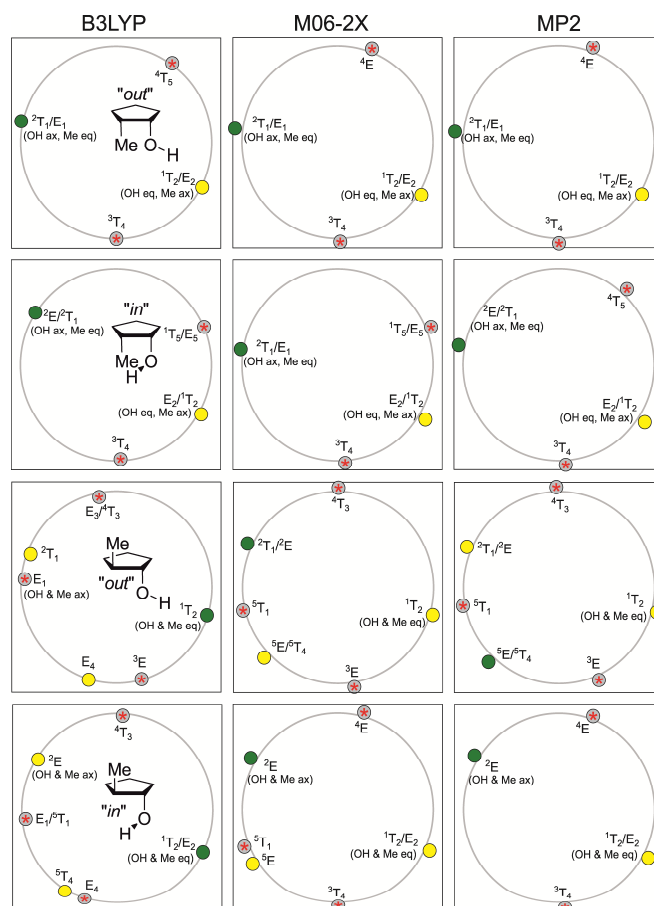 B3LYP M06-2X MP2
⁴T₅
"out"
²T₁/E₁
(OH ax, Me eq)
Me O H
¹T₂/E₂
(OH eq, Me ax)
³T₄
⁴E
²T₁/E₁
(OH ax, Me eq)
¹T₂/E₂
(OH eq, Me ax)
³T₄
⁴E
²T₁/E₁
(OH ax, Me eq)
¹T₂/E₂
(OH eq, Me ax)
³T₄
"in"
²E/²T₁
(OH ax, Me eq)
¹T₅/E₅
Me O
H
E₂/¹T₂
(OH eq, Me ax)
³T₄
¹T₅/E₅
²T₁/E₁
(OH ax, Me eq)
E₂/¹T₂
(OH eq, Me ax)
³T₄
⁴T₅
²E/²T₁
(OH ax, Me eq)
E₂/¹T₂
(OH eq, Me ax)
³T₄
E₃/⁴T₃
Me
²T₁
"out"
E₁
(OH & Me ax)
O H
¹T₂
(OH & Me eq)
E₄
³E
⁴T₃
²T₁/²E
⁵T₁
¹T₂
(OH & Me eq)
⁵E/⁵T₄
³E
⁴T₃
²T₁/²E
⁵T₁
¹T₂
(OH & Me eq)
⁵E/⁵T₄
³E
⁴T₃
²E
(OH & Me ax)
Me
"in"
H O
E₁/⁵T₁
¹T₂/E₂
(OH & Me eq)
⁵T₄
E₄
⁴E
²E
(OH & Me ax)
⁵T₁
⁵E
¹T₂/E₂
(OH & Me eq)
³T₄
⁴E
²E
(OH & Me ax)
¹T₂/E₂
(OH & Me eq)
³T₄